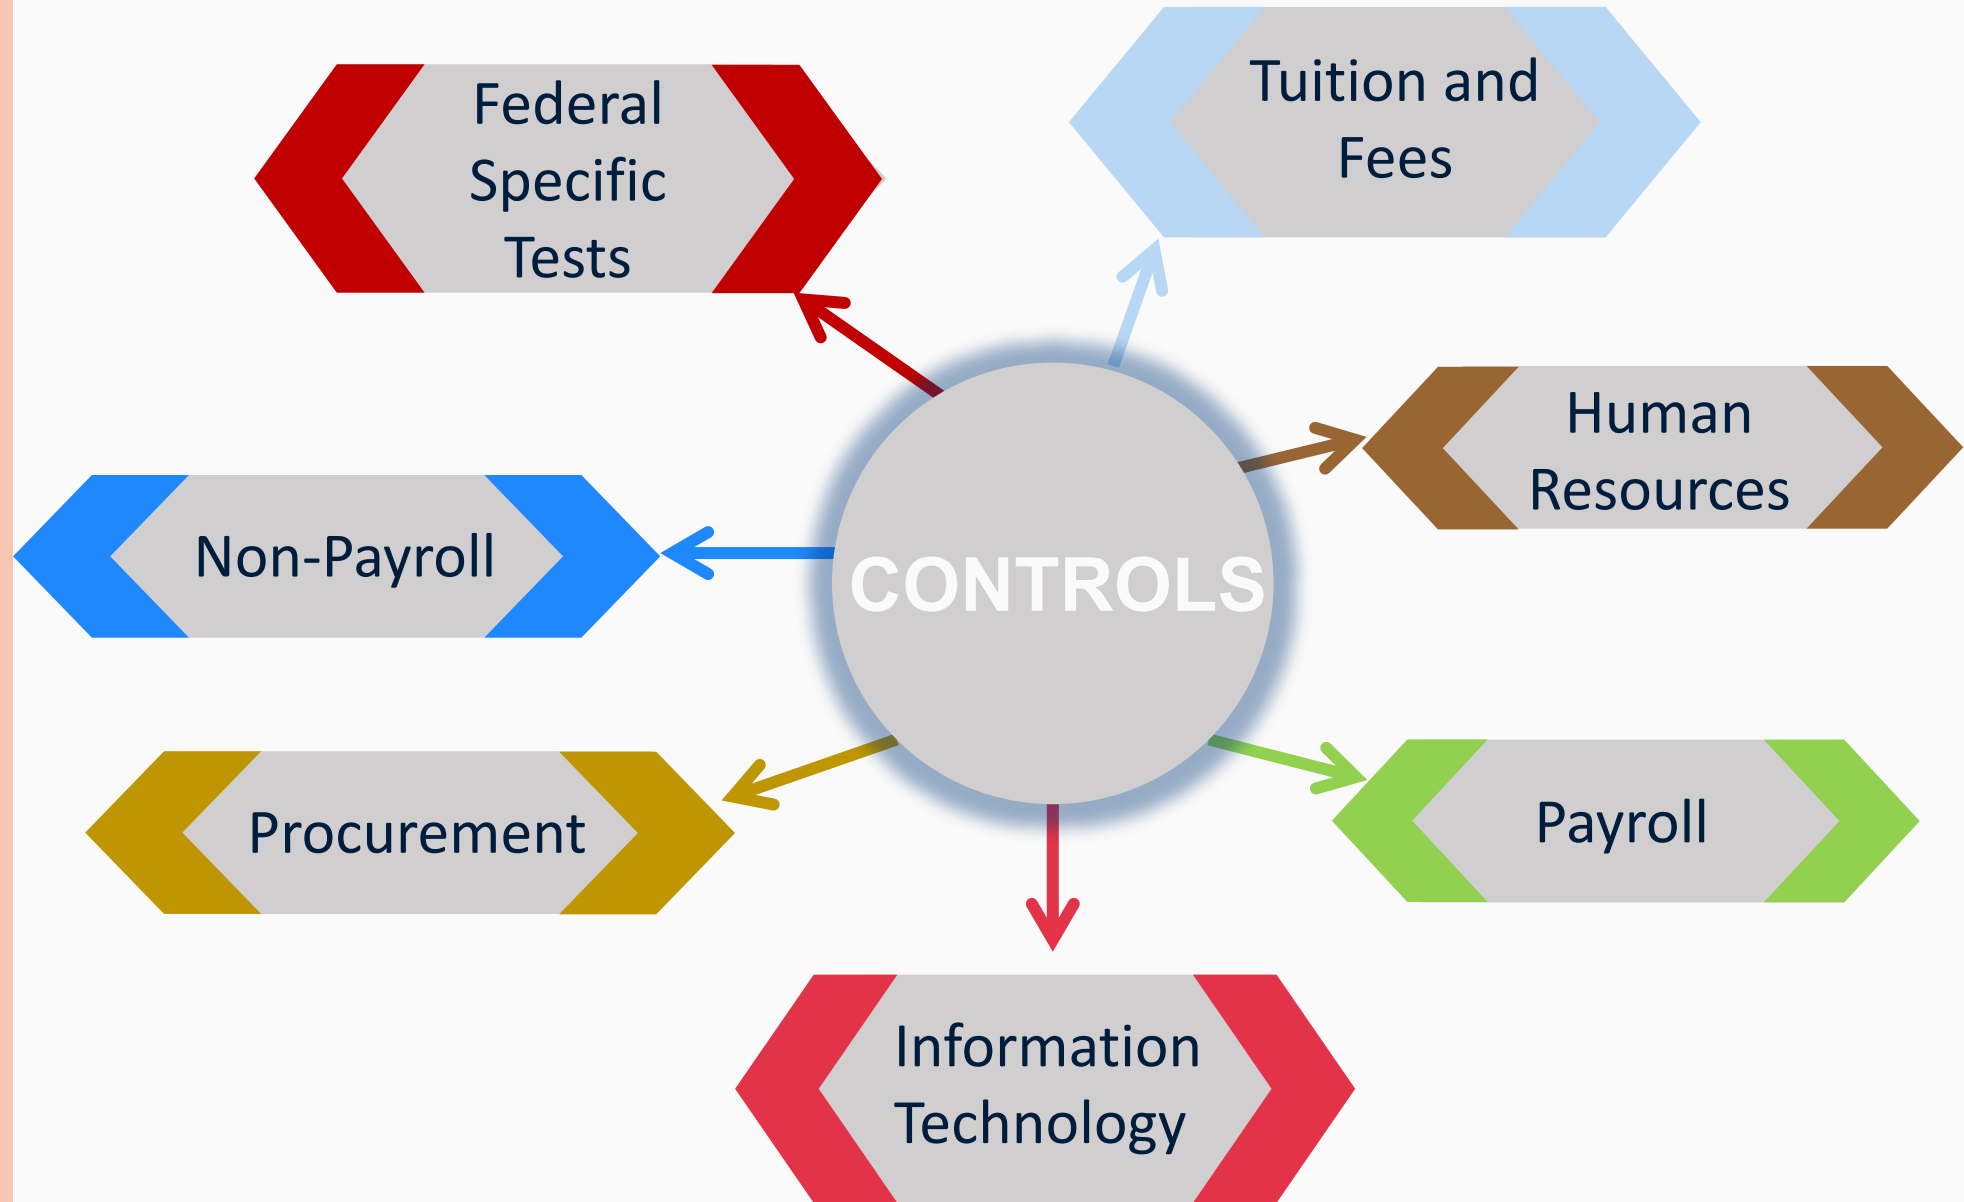 Federal
Specific
Tests
Tuition and
Fees
Human
Resources
Non-Payroll
CONTROLS
Procurement
Payroll
Information
Technology